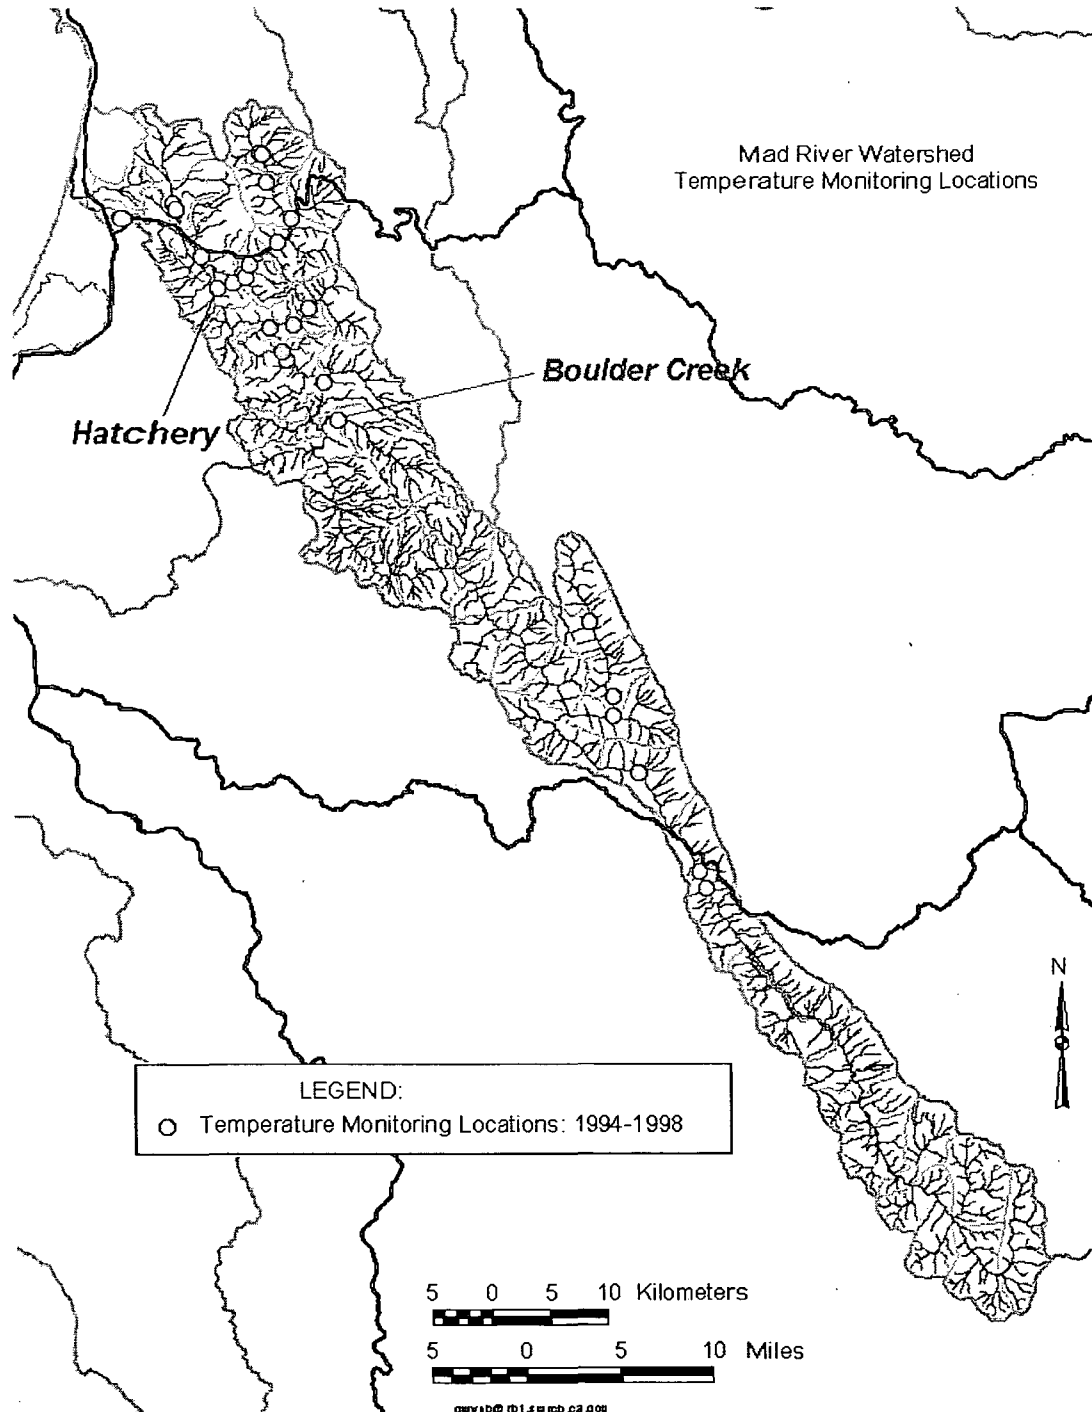 Mad River Watershed
Temperature Monitoring Locations
Boulder Creek
Hatchery
N
LEGEND:
Temperature Monitoring Locations: 1994-1998
5 0 5 10 Kilometers
5 0 5 10 Miles